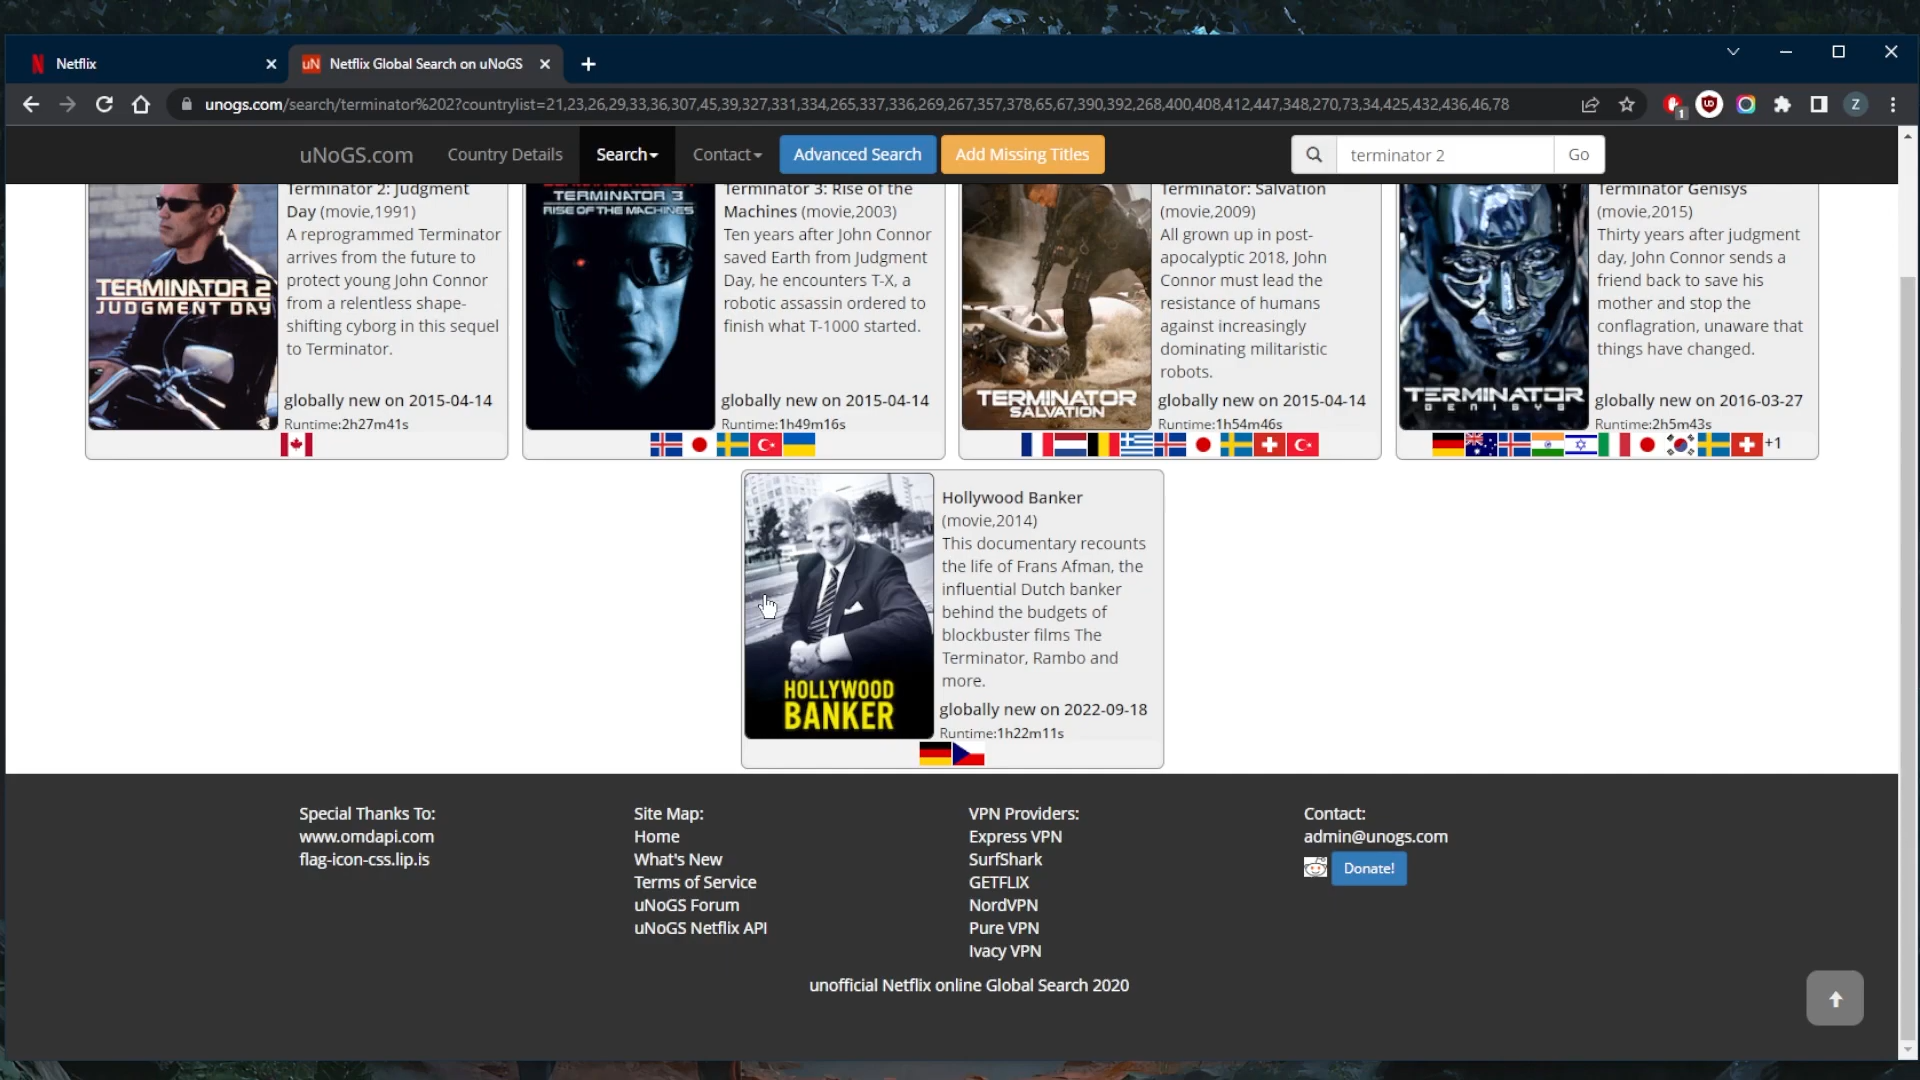 Netflix
uN Netflix Global Search on uNoGS
unogs.com/search/terminator%202?countrylist=21,23,26,29,33,36,307,45,39,327,331,334,265,337,336,269,267,357,378,65,67,390,392,268,400,408,412,447,348,270,73,34,425,432,436,46,78
1
Z
uNoGS.com
Country Details
Search
Contact
Advanced Search
Add Missing Titles
terminator 2
Go
TERMINATOR 2
JUDGMENT DAY
Terminator 2: Judgment
Day (movie,1991)
A reprogrammed Terminator
arrives from the future to
protect young John Connor
from a relentless shape-
shifting cyborg in this sequel
to Terminator.
globally new on 2015-04-14
Runtime:2h27m41s
TERMINATOR 3
RISE OF THE MACHINES
Terminator 3: Rise of the
Machines (movie,2003)
Ten years after John Connor
saved Earth from Judgment
Day, he encounters T-X, a
robotic assassin ordered to
finish what T-1000 started.
globally new on 2015-04-14
Runtime:1h49m16s
TERMINATOR
SALVATION
Terminator: Salvation
(movie,2009)
All grown up in post-
apocalyptic 2018, John
Connor must lead the
resistance of humans
against increasingly
dominating militaristic
robots.
globally new on 2015-04-14
Runtime:1h54m46s
TERMINATOR
GENISYS
Terminator Genisys
(movie,2015)
Thirty years after judgment
day, John Connor sends a
friend back to save his
mother and stop the
conflagration, unaware that
things have changed.
globally new on 2016-03-27
Runtime:2h5m43s
+1
HOLLYWOOD
BANKER
Hollywood Banker
(movie,2014)
This documentary recounts
the life of Frans Afman, the
influential Dutch banker
behind the budgets of
blockbuster films The
Terminator, Rambo and
more.
globally new on 2022-09-18
Runtime:1h22m11s
Special Thanks To:
www.omdapi.com
flag-icon-css.lip.is
Site Map:
Home
What's New
Terms of Service
uNoGS Forum
uNoGS Netflix API
VPN Providers:
Express VPN
SurfShark
GETFLIX
NordVPN
Pure VPN
Ivacy VPN
Contact:
admin@unogs.com
Donate!
unofficial Netflix online Global Search 2020